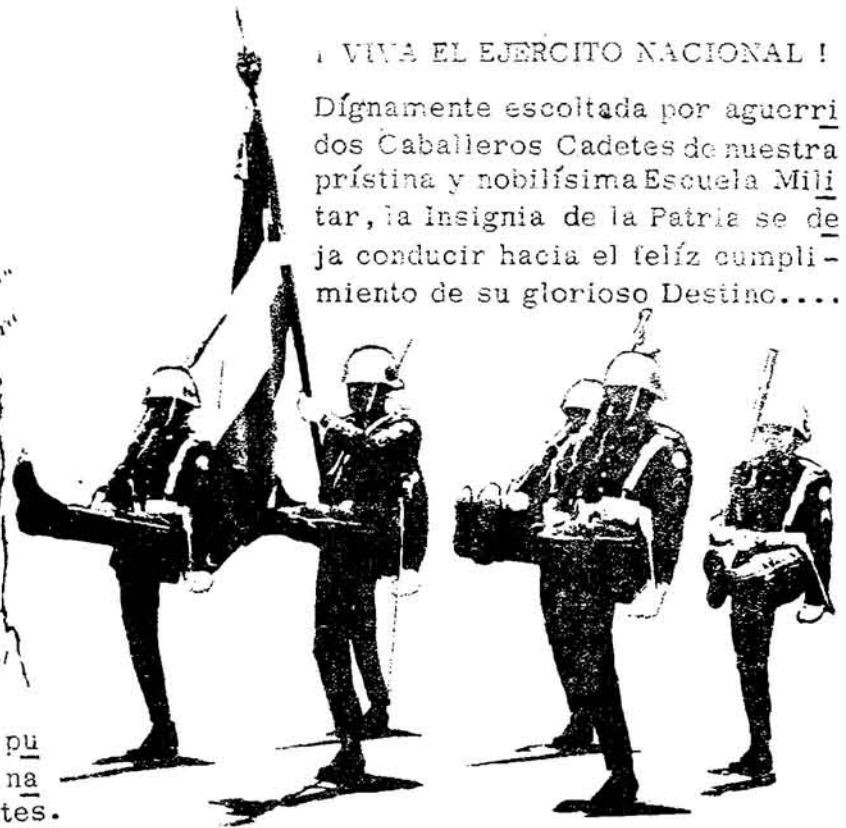 ¡ VIVA EL EJERCITO NACIONAL !
Dígnamente escoltada por aguerri
dos Caballeros Cadetes de nuestra
prístina y nobilísima Escuela Mili
tar, la Insignia de la Patria se de
ja conducir hacia el felíz cumpli-
miento de su glorioso Destino....
pu
na
tes.